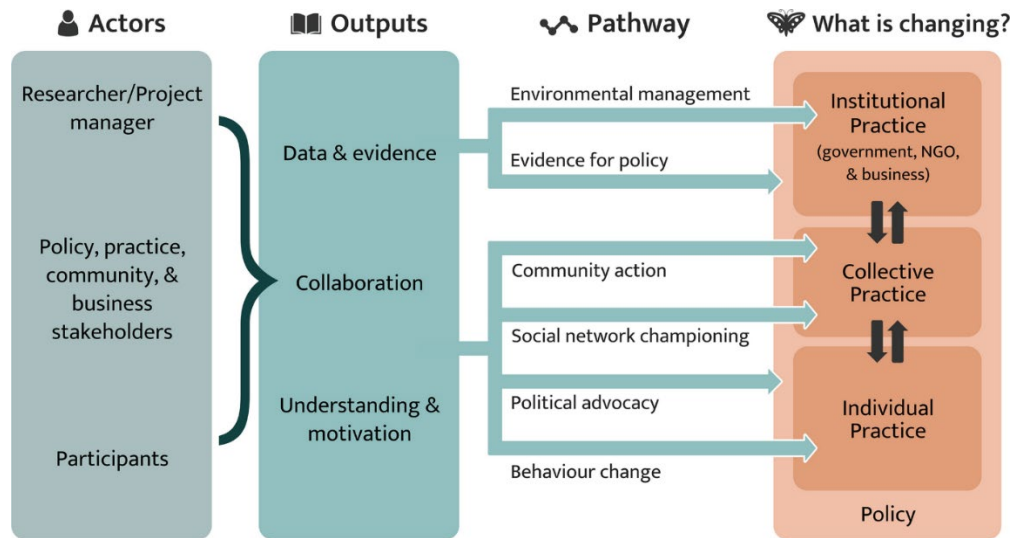 Actors
Outputs
Pathway
What is changing?
Researcher/Project
manager
Policy, practice,
community, &
business
stakeholders
Participants
Data & evidence
Collaboration
Understanding &
motivation
Environmental management
Evidence for policy
Community action
Social network championing
Political advocacy
Behaviour change
Institutional
Practice
(government, NGO,
& business)
Collective
Practice
Individual
Practice
Policy